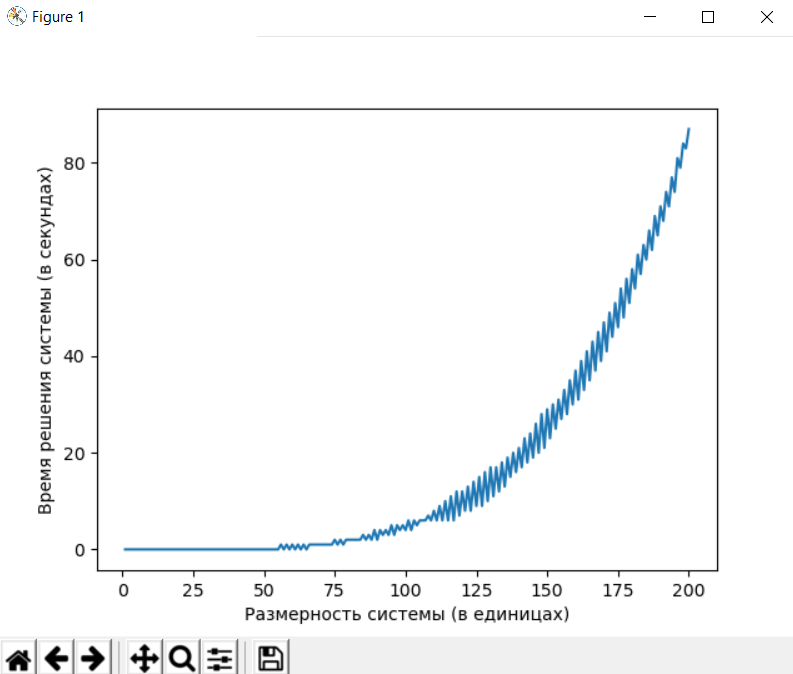 Figure 1
80
60
40
20
0
Время решения системы (в секундах)
0 25 50 75 100 125 150 175 200
Размерность системы (в единицах)